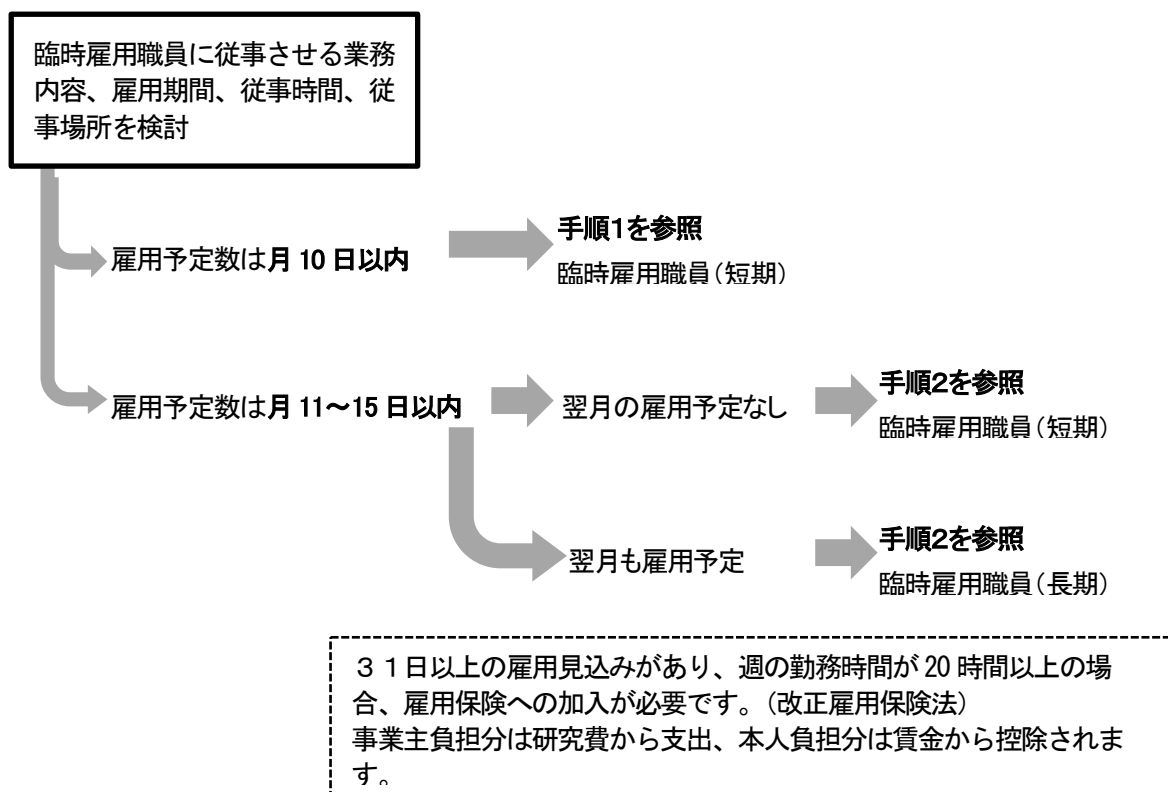 臨時雇用職員に従事させる業務
内容、雇用期間、従事時間、従
事場所を検討
雇用予定数は月 10 日以内
手順1を参照
臨時雇用職員（短期）
雇用予定数は月 11～15 日以内
翌月の雇用予定なし
手順2を参照
臨時雇用職員（短期）
翌月も雇用予定
手順2を参照
臨時雇用職員（長期）
３１日以上の雇用見込みがあり、週の勤務時間が 20 時間以上の場
合、雇用保険への加入が必要です。（改正雇用保険法）
事業主負担分は研究費から支出、本人負担分は賃金から控除されま
す。